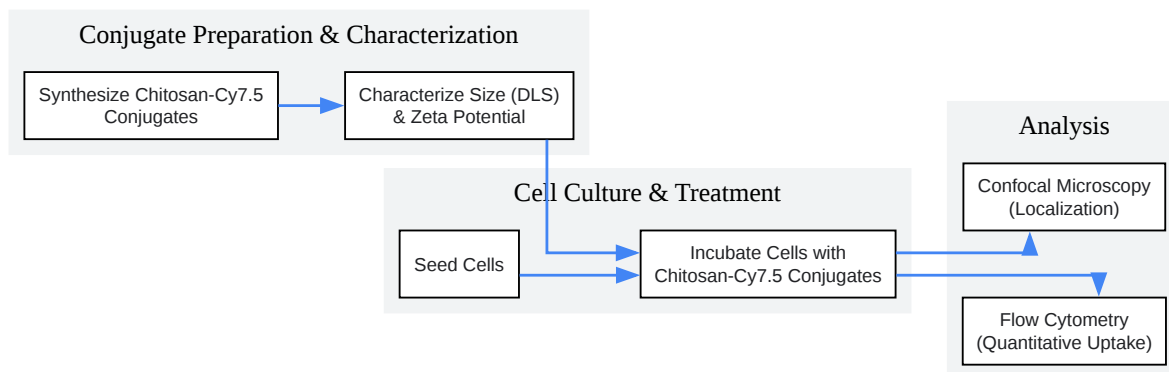 Conjugate Preparation & Characterization
Synthesize Chitosan-Cy7.5
Conjugates
Characterize Size (DLS)
& Zeta Potential
Cell Culture & Treatment
Seed Cells
Incubate Cells with
Chitosan-Cy7.5 Conjugates
Analysis
Confocal Microscopy
(Localization)
Flow Cytometry
(Quantitative Uptake)